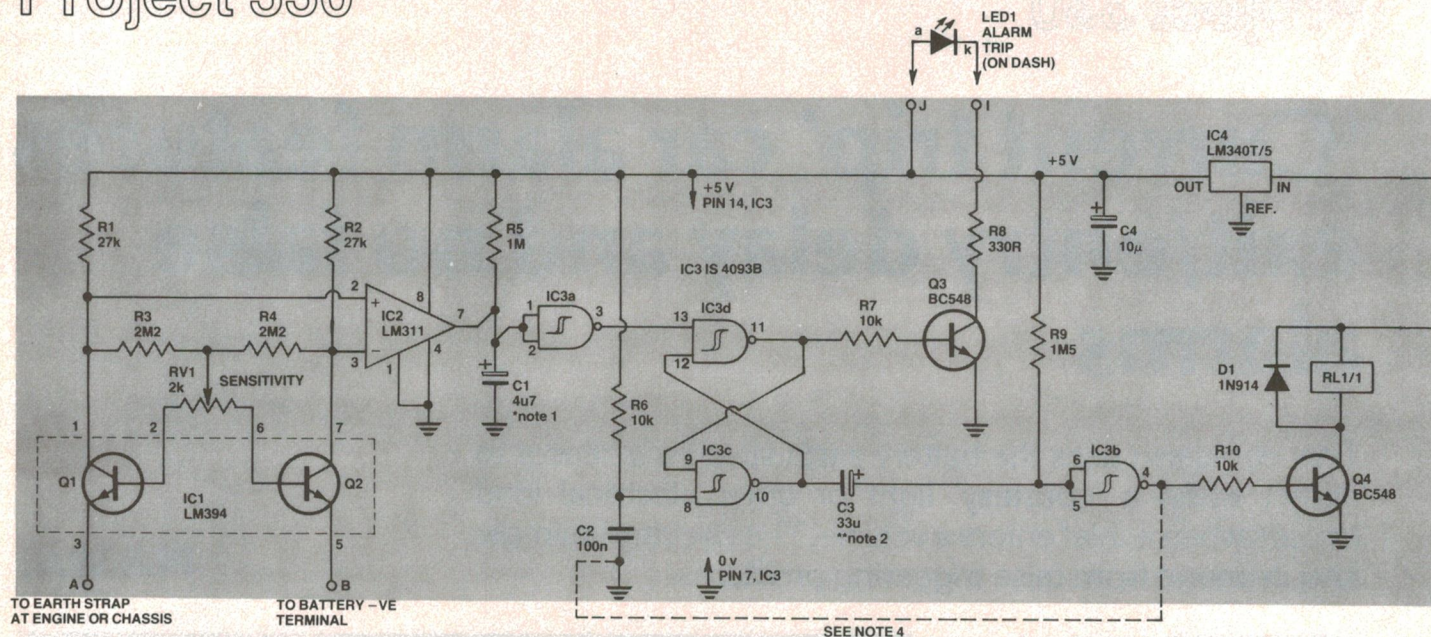 Project 330
LED1
ALARM
TRIP
(ON DASH)
a
k
J
I
IC4
LM340T/5
+5 V
OUT
IN
REF.
+5 V
PIN 14, IC3
R1
27k
R2
27k
R5
1M
R8
330R
+
C4
10µ
IC3 IS 4093B
2
8
+
IC2
LM311
7
−
3
1
4
IC3a
1
3
2
IC3d
13
11
12
R7
10k
Q3
BC548
R3
2M2
R4
2M2
RV1
2k
SENSITIVITY
+
C1
4u7
*note 1
R6
10k
R9
1M5
D1
1N914
RL1/1
1
2
6
7
Q1
Q2
IC1
LM394
3
5
IC3c
9
10
8
+
C3
33u
**note 2
IC3b
6
4
5
R10
10k
Q4
BC548
C2
100n
0 v
PIN 7, IC3
A
B
TO EARTH STRAP
AT ENGINE OR CHASSIS
TO BATTERY −VE
TERMINAL
SEE NOTE 4